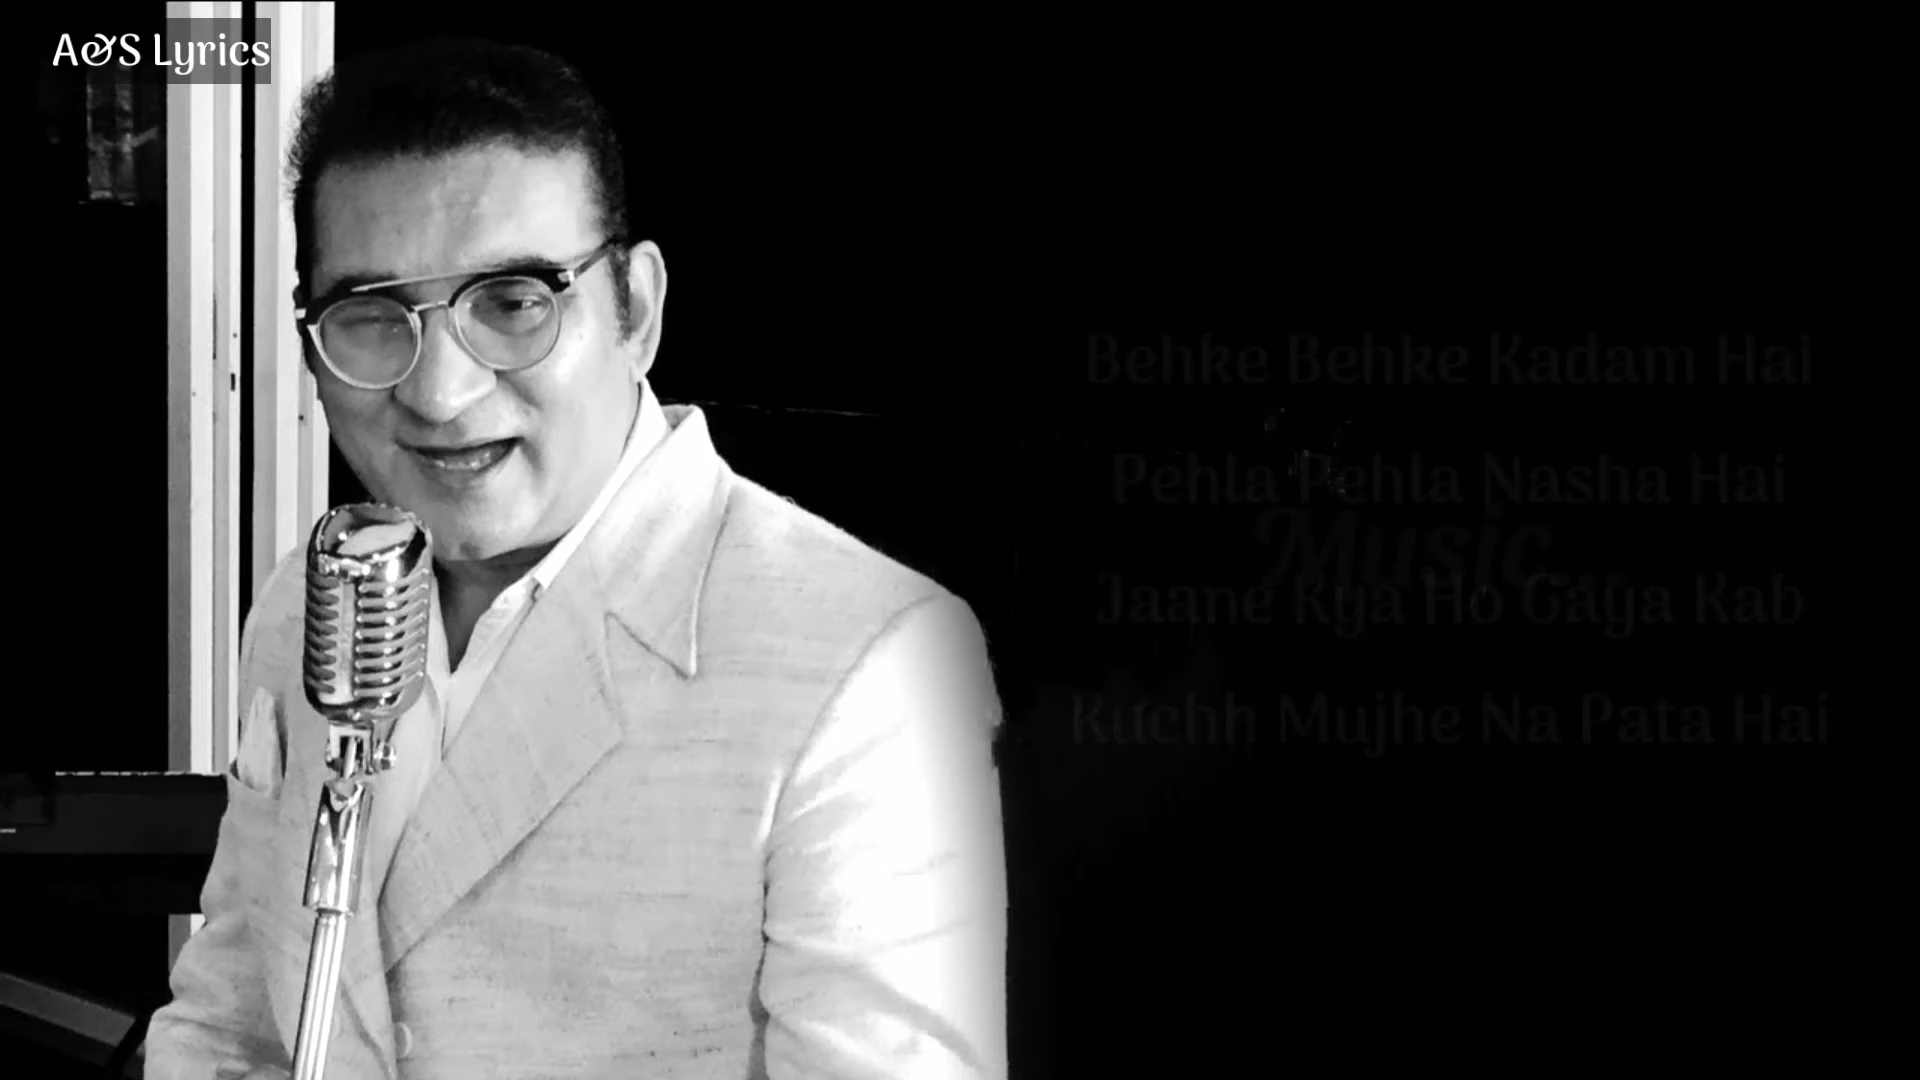 A&S Lyrics
Behke Behke Kadam Hai
Pehla Pehla Nasha Hai
Music...
Jaane Kya Ho Gaya Kab
Kuchh Mujhe Na Pata Hai